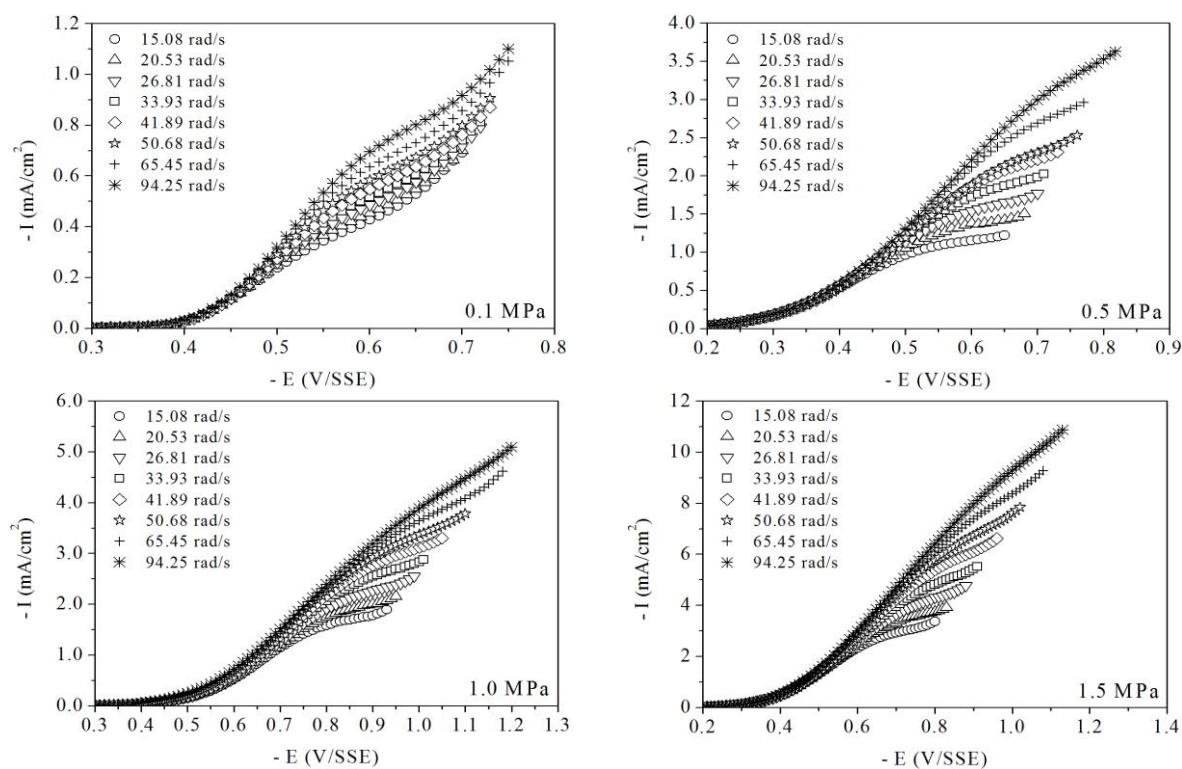 1.2
1.0
0.8
0.6
0.4
0.2
0.0
- I (mA/cm²)
15.08 rad/s
20.53 rad/s
26.81 rad/s
33.93 rad/s
41.89 rad/s
50.68 rad/s
65.45 rad/s
94.25 rad/s
0.1 MPa
0.3 0.4 0.5 0.6 0.7 0.8
- E (V/SSE)
4.0
3.5
3.0
2.5
2.0
1.5
1.0
0.5
0.0
- I (mA/cm²)
15.08 rad/s
20.53 rad/s
26.81 rad/s
33.93 rad/s
41.89 rad/s
50.68 rad/s
65.45 rad/s
94.25 rad/s
0.5 MPa
0.2 0.3 0.4 0.5 0.6 0.7 0.8 0.9
- E (V/SSE)
6.0
5.0
4.0
3.0
2.0
1.0
0.0
- I (mA/cm²)
15.08 rad/s
20.53 rad/s
26.81 rad/s
33.93 rad/s
41.89 rad/s
50.68 rad/s
65.45 rad/s
94.25 rad/s
1.0 MPa
0.3 0.4 0.5 0.6 0.7 0.8 0.9 1.0 1.1 1.2 1.3
- E (V/SSE)
12
10
8
6
4
2
0
- I (mA/cm²)
15.08 rad/s
20.53 rad/s
26.81 rad/s
33.93 rad/s
41.89 rad/s
50.68 rad/s
65.45 rad/s
94.25 rad/s
1.5 MPa
0.2 0.4 0.6 0.8 1.0 1.2 1.4
- E (V/SSE)